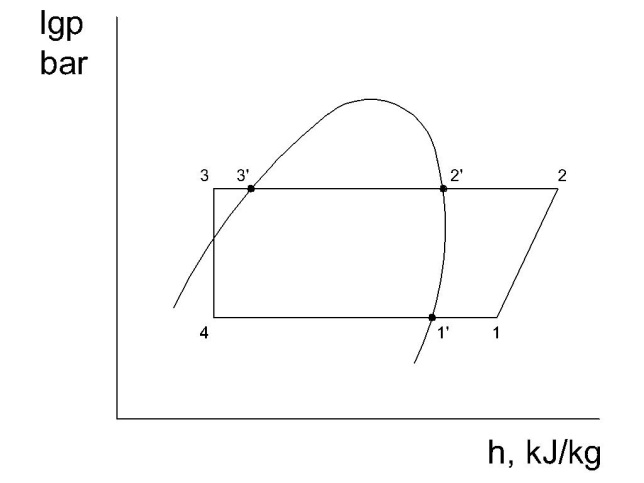 lgp
bar
3 3' 2' 2
4 1' 1
h, kJ/kg